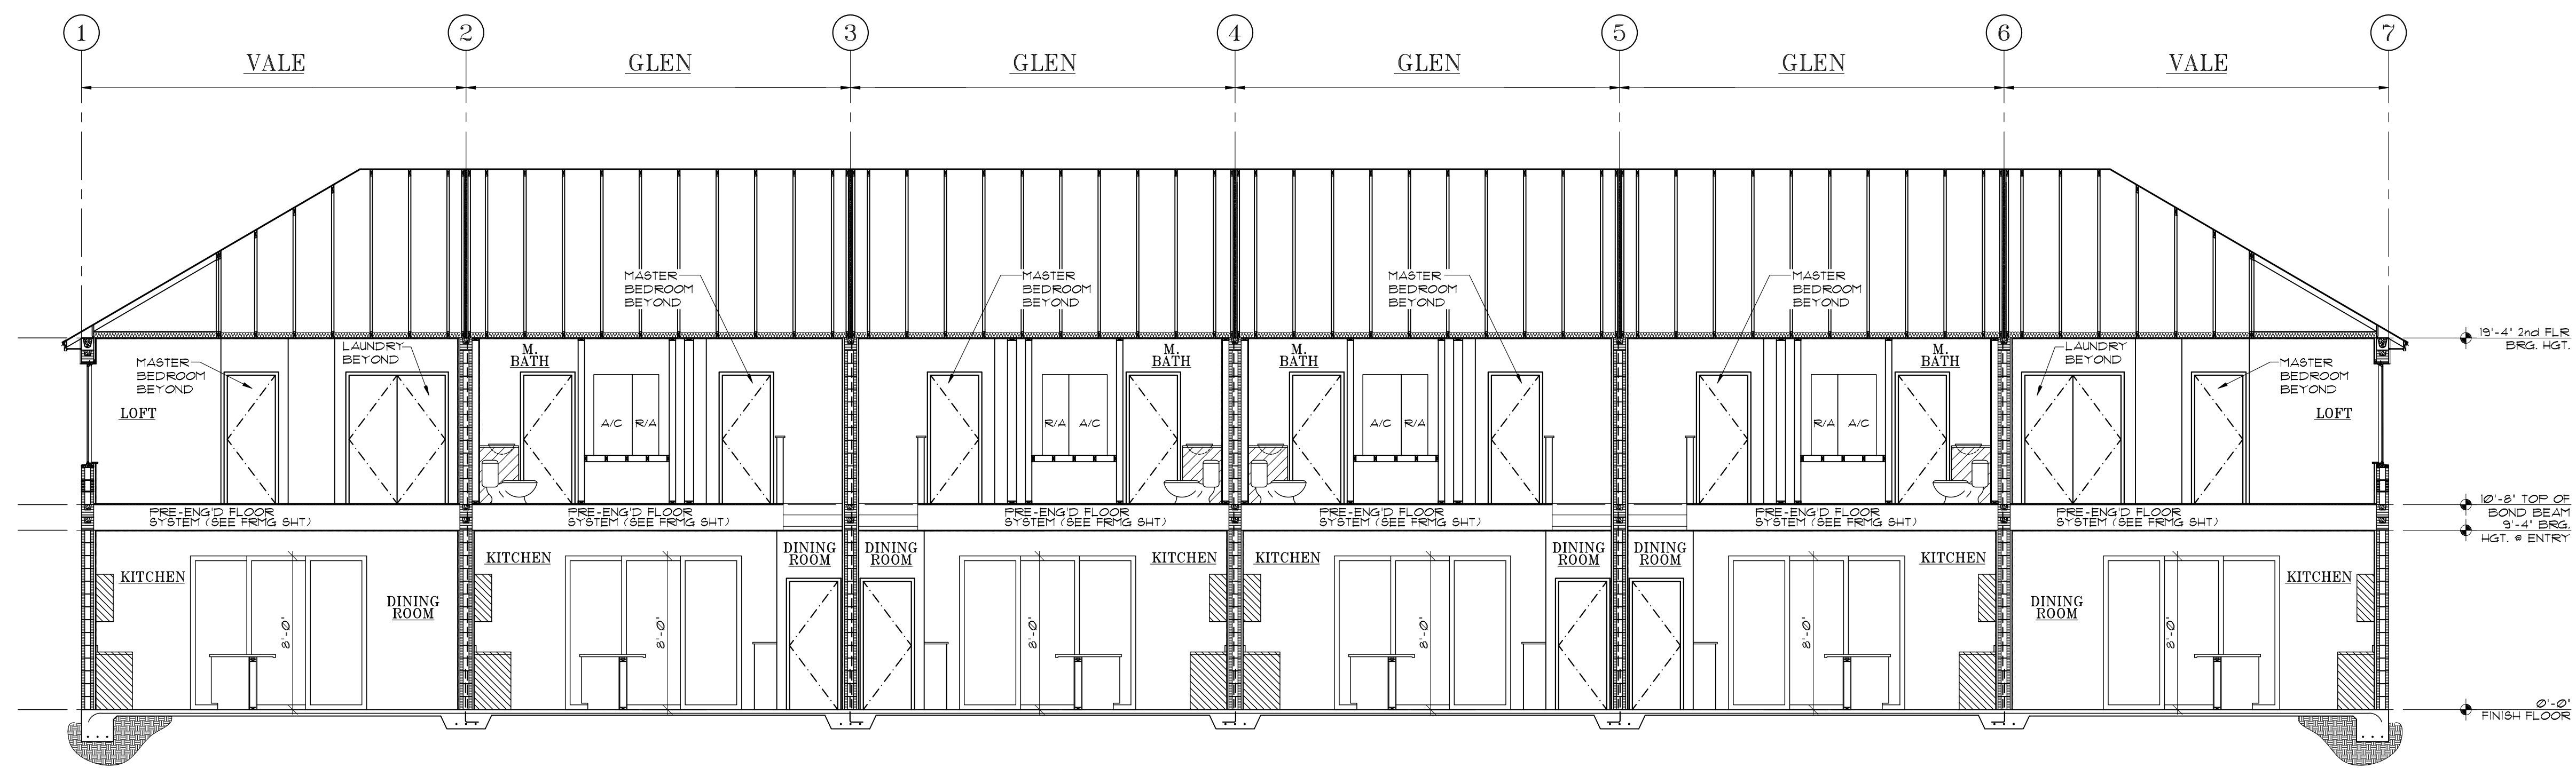 1 2 3 4 5 6 7
VALE GLEN GLEN GLEN GLEN VALE
MASTER
BEDROOM
BEYOND
MASTER
BEDROOM
BEYOND
MASTER
BEDROOM
BEYOND
MASTER
BEDROOM
BEYOND
19'-4" 2nd FLR
BRG. HGT.
MASTER
BEDROOM
BEYOND
LOFT
LAUNDRY
BEYOND
M.
BATH
A/C R/A
R/A A/C
M.
BATH
M.
BATH
A/C R/A
R/A A/C
M.
BATH
LAUNDRY
BEYOND
MASTER
BEDROOM
BEYOND
LOFT
PRE-ENG'D FLOOR
SYSTEM (SEE FRMG SHT)
PRE-ENG'D FLOOR
SYSTEM (SEE FRMG SHT)
PRE-ENG'D FLOOR
SYSTEM (SEE FRMG SHT)
PRE-ENG'D FLOOR
SYSTEM (SEE FRMG SHT)
PRE-ENG'D FLOOR
SYSTEM (SEE FRMG SHT)
PRE-ENG'D FLOOR
SYSTEM (SEE FRMG SHT)
10'-8" TOP OF
BOND BEAM
9'-4" BRG.
HGT. @ ENTRY
KITCHEN
8'-0"
DINING
ROOM
KITCHEN
8'-0"
DINING
ROOM
DINING
ROOM
8'-0"
KITCHEN
KITCHEN
8'-0"
DINING
ROOM
DINING
ROOM
8'-0"
KITCHEN
DINING
ROOM
8'-0"
KITCHEN
0'-0"
FINISH FLOOR